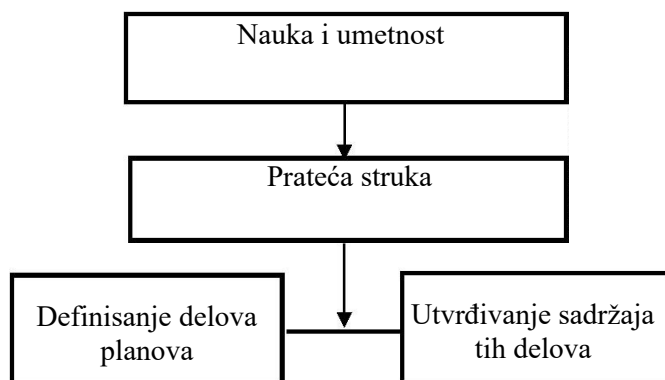 Nauka i umetnost
Prateća struka
Definisanje delova
planova
Utvrđivanje sadržaja
tih delova